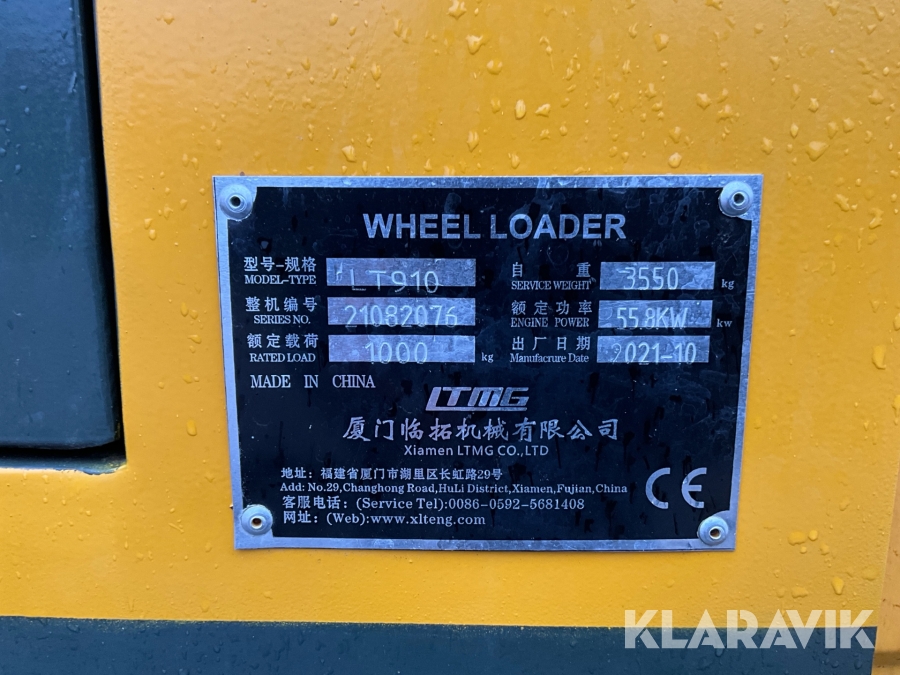 WHEEL LOADER
型号-规格 MODEL-TYPE LT910 自 重 SERVICE WEIGHT 3550 kg
整机编号 SERIES NO. 21082076 额定功率 ENGINE POWER 55.8KW kw
额定载荷 RATED LOAD 1000 kg 出厂日期 Manufacrure Date 2021-10
MADE IN CHINA
LTMG
厦门临拓机械有限公司
Xiamen LTMG CO.,LTD
地址：福建省厦门市湖里区长虹路29号
Add: No.29,Changhong Road,HuLi District,Xiamen,Fujian,China
客服电话：(Service Tel):0086-0592-5681408
网址：(Web):www.xlteng.com
CE
KLARAVIK